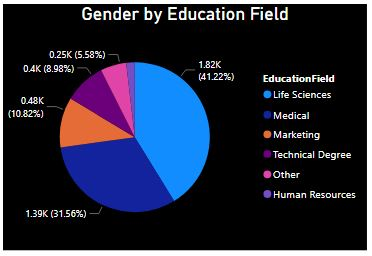 Gender by Education Field
0.25K (5.58%)
0.4K (8.98%)
0.48K
(10.82%)
1.39K (31.56%)
1.82K
(41.22%)
EducationField
Life Sciences
Medical
Marketing
Technical Degree
Other
Human Resources